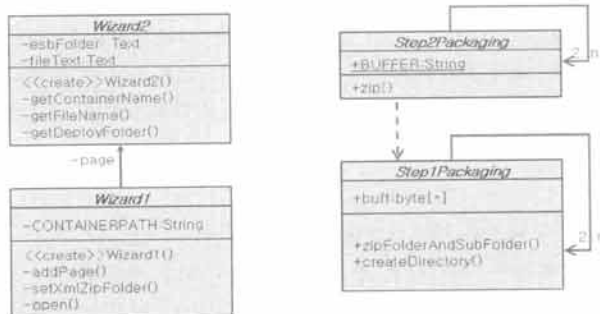 Wizard2
-esbFolder Text
-fileText:Text
<<create>>Wizard2()
-getContainerName()
-getFileName()
-getDeployFolder()
-page
Wizard1
-CONTAINERPATH:String
<<create>>Wizard1()
-addPage()
-setXmlZipFolder()
-open()
Step2Packaging
+BUFFER:String
+zip()
2 n
Step1Packaging
+buff:byte[*]
+zipFolderAndSubFolder()
+createDirectory()
2